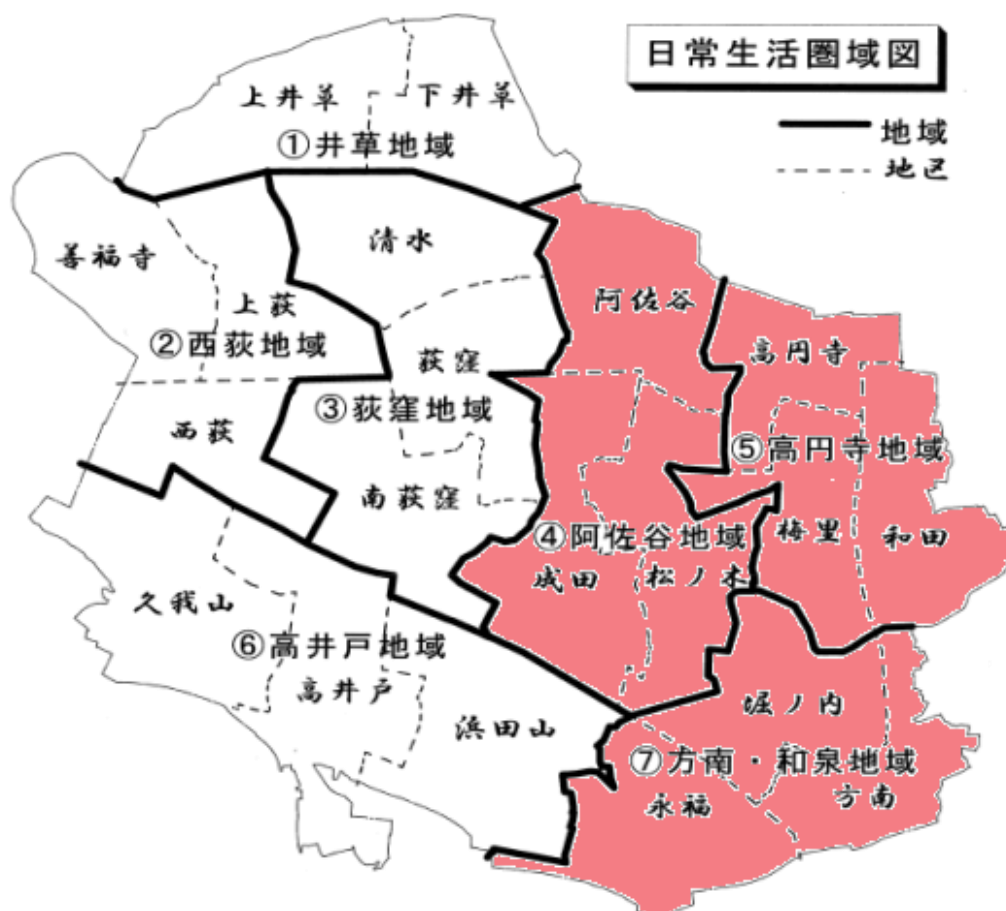 日常生活圏域図
地域
地区
上井草
下井草
①井草地域
清水
善福寺
上荻
②西荻地域
西荻
荻窪
③荻窪地域
南荻窪
阿佐谷
高円寺
⑤高円寺地域
④阿佐谷地域
梅里
和田
成田
松ノ木
久我山
⑥高井戸地域
高井戸
浜田山
堀ノ内
⑦方南・和泉地域
永福
方南